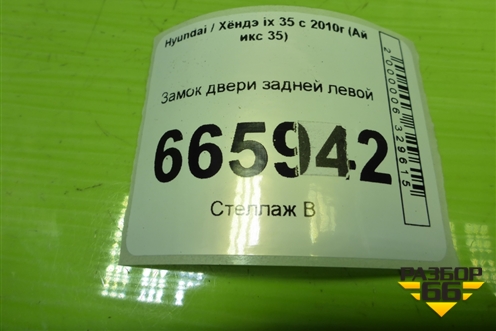 Hyundai / Хёндэ ix 35 с 2010г (Ай
икс 35)
Замок двери задней левой
665942
Стеллаж В
2000006329615
РАЗБОР
66